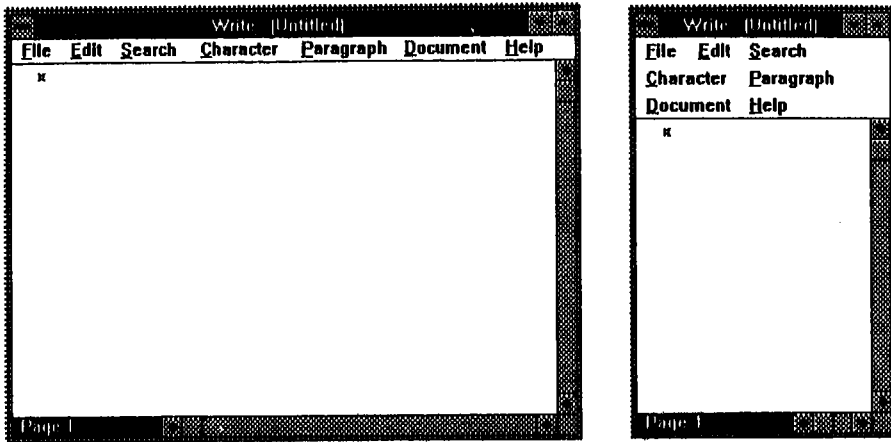 Write - [Untitled]
File Edit Search Character Paragraph Document Help
Page 1
Write - [Untitled]
File Edit Search
Character Paragraph
Document Help
Page 1